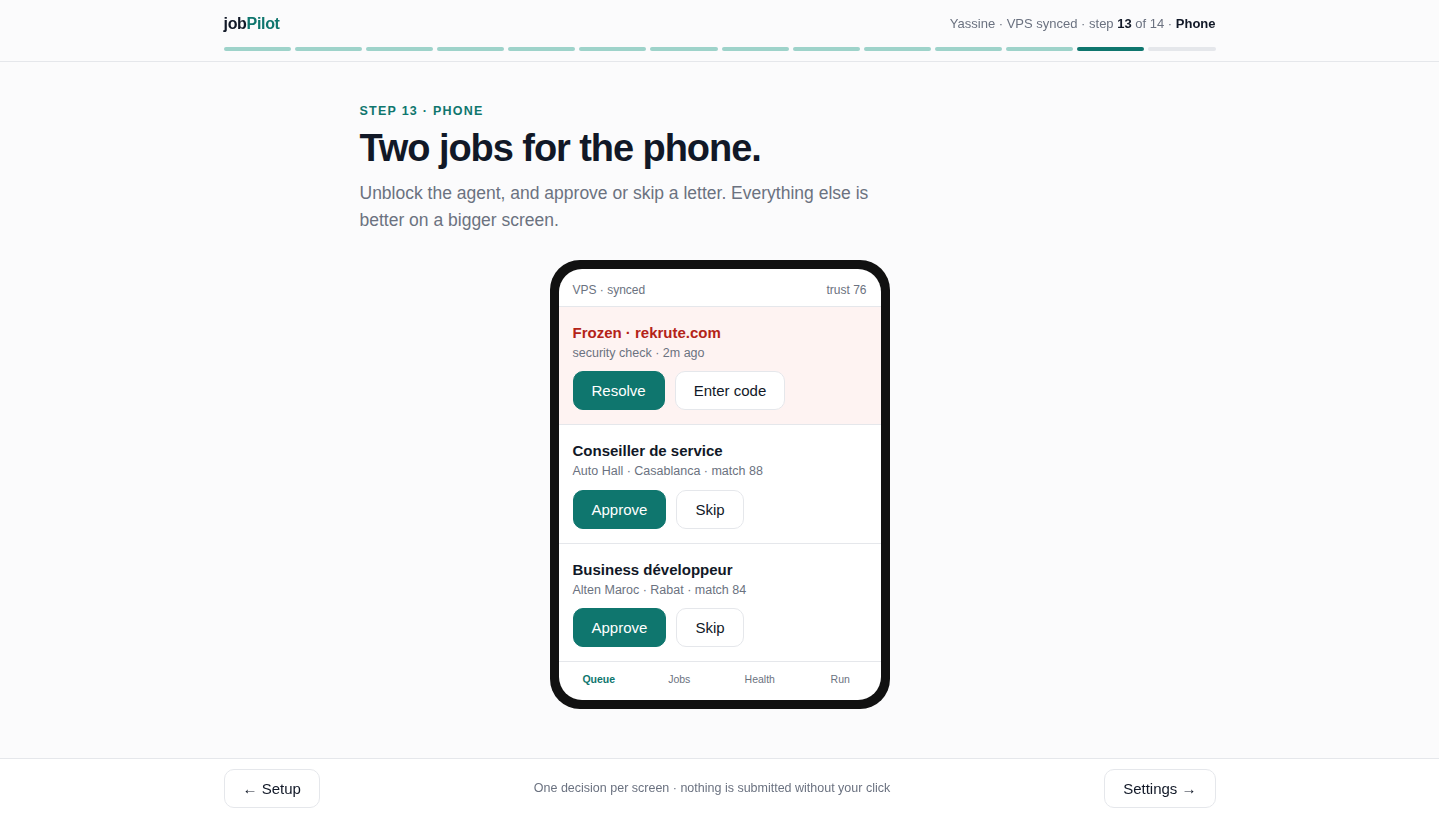 jobPilot
Yassine · VPS synced · step 13 of 14 · Phone
STEP 13 · PHONE
Two jobs for the phone.
Unblock the agent, and approve or skip a letter. Everything else is
better on a bigger screen.
VPS · synced
trust 76
Frozen · rekrute.com
security check · 2m ago
Resolve
Enter code
Conseiller de service
Auto Hall · Casablanca · match 88
Approve
Skip
Business développeur
Alten Maroc · Rabat · match 84
Approve
Skip
Queue
Jobs
Health
Run
← Setup
One decision per screen · nothing is submitted without your click
Settings →